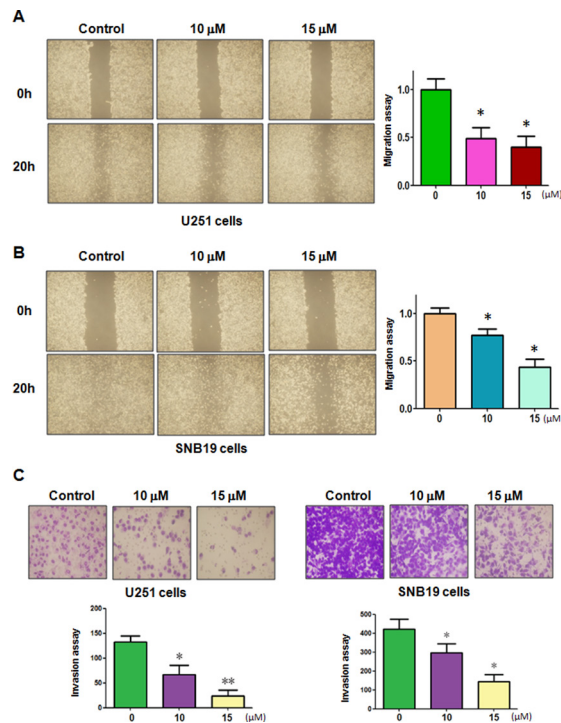 A
Control 10 μM 15 μM
0h
20h
U251 cells
Migration assay
1.0
0.5
0.0
* *
0 10 15 (μM)
B
Control 10 μM 15 μM
0h
20h
SNB19 cells
Migration assay
1.0
0.5
0.0
* *
0 10 15 (μM)
C
Control 10 μM 15 μM
U251 cells
Invasion assay
200
150
100
50
0
* **
0 10 15 (μM)
Control 10 μM 15 μM
SNB19 cells
Invasion assay
500
400
300
200
100
0
* *
0 10 15 (μM)